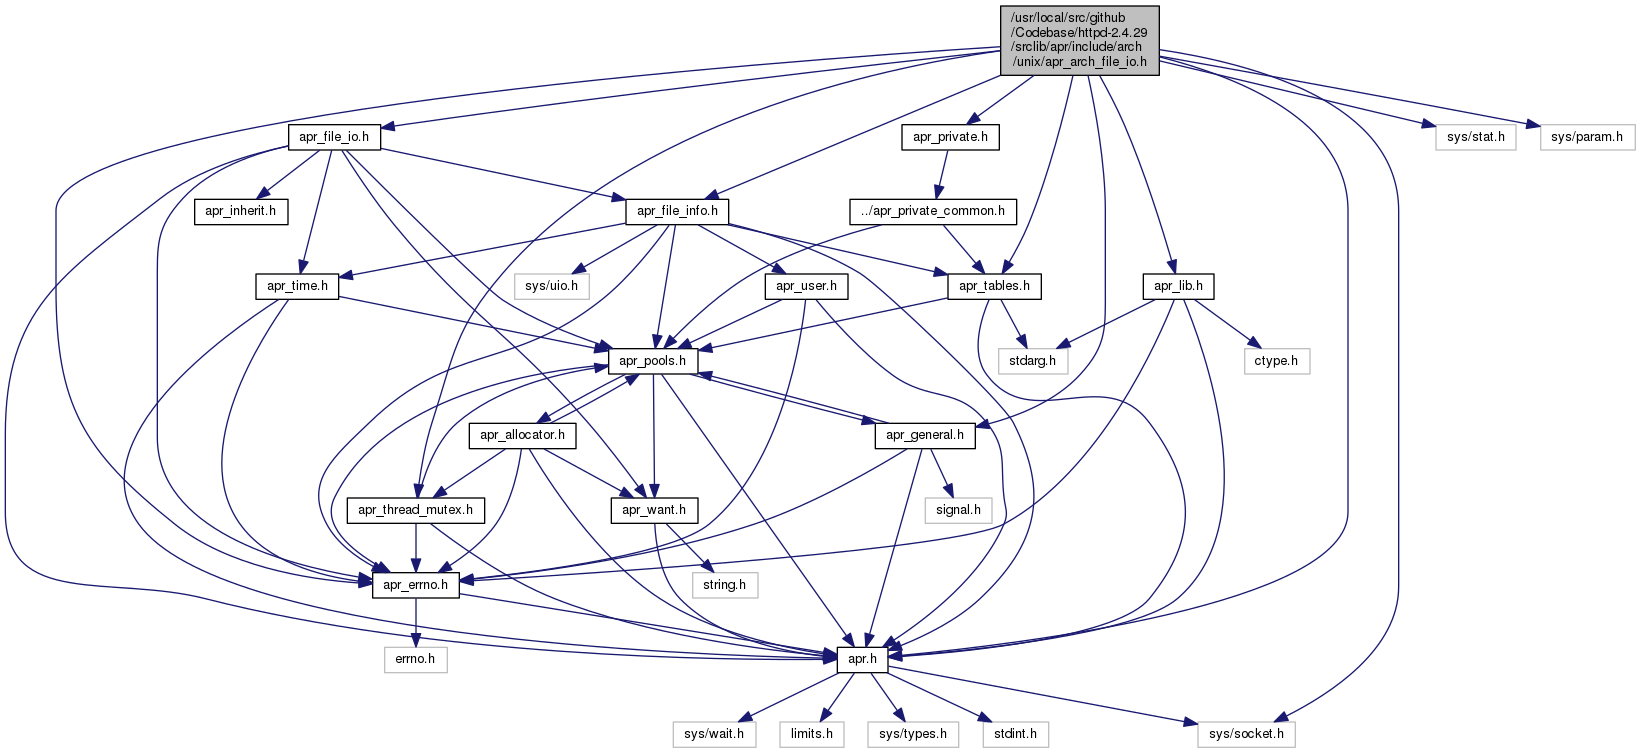 /usr/local/src/github
/Codebase/httpd-2.4.29
/srclib/apr/include/arch
/unix/apr_arch_file_io.h
apr_file_io.h
apr_private.h
sys/stat.h
sys/param.h
apr_inherit.h
apr_file_info.h
../apr_private_common.h
apr_time.h
sys/uio.h
apr_user.h
apr_tables.h
apr_lib.h
apr_pools.h
stdarg.h
ctype.h
apr_allocator.h
apr_general.h
apr_thread_mutex.h
apr_want.h
signal.h
apr_errno.h
string.h
errno.h
apr.h
sys/wait.h
limits.h
sys/types.h
stdint.h
sys/socket.h